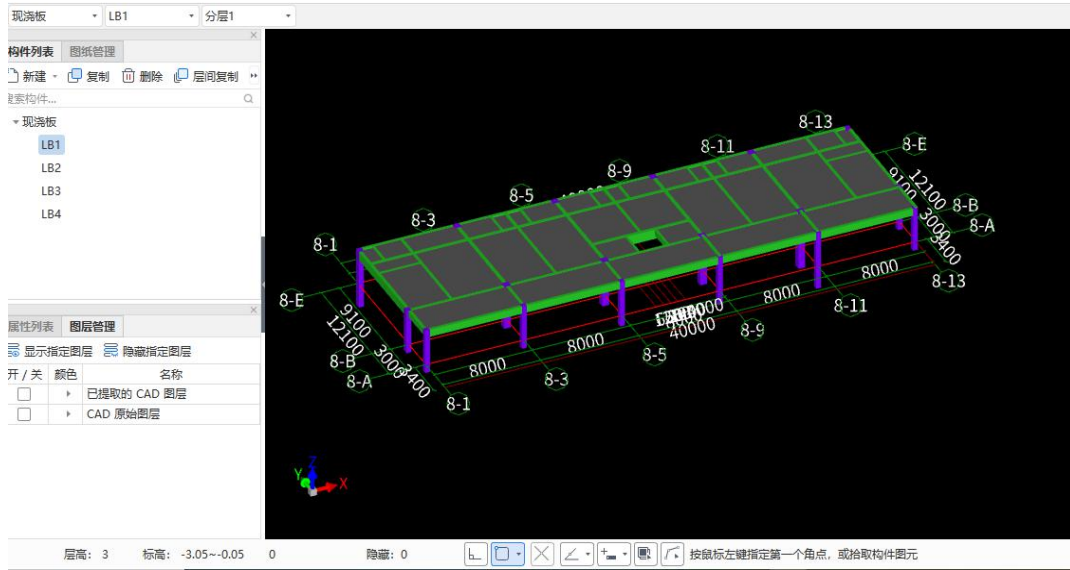 现浇板 LB1 分层1
构件列表 图纸管理
新建 复制 删除 层间复制
搜索构件...
现浇板
LB1
LB2
LB3
LB4
属性列表 图层管理
显示指定图层 隐藏指定图层
开 / 关 颜色 名称
已提取的 CAD 图层
CAD 原始图层
8-13
8-11
8-E
8-9
9100
12100
8-5
8-B
8-3
3000
8-A
8-1
3400
8-13
8000
8-E
8000
8-11
9100
12100
40000
8-9
8000
8-5
8-B
3000
8000
8-3
8-A
3400
8-1
Z
Y
X
层高: 3 标高: -3.05~-0.05 0 隐藏: 0 按鼠标左键指定第一个角点, 或拾取构件图元